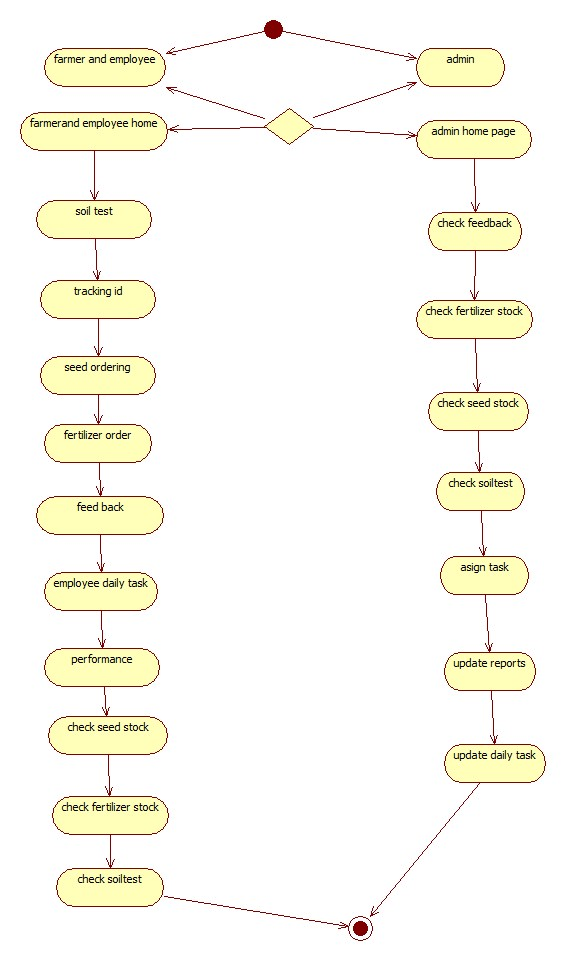 farmer and employee
admin
farmerand employee home
admin home page
soil test
check feedback
tracking id
check fertilizer stock
seed ordering
check seed stock
fertilizer order
check soiltest
feed back
asign task
employee daily task
update reports
performance
check seed stock
update daily task
check fertilizer stock
check soiltest